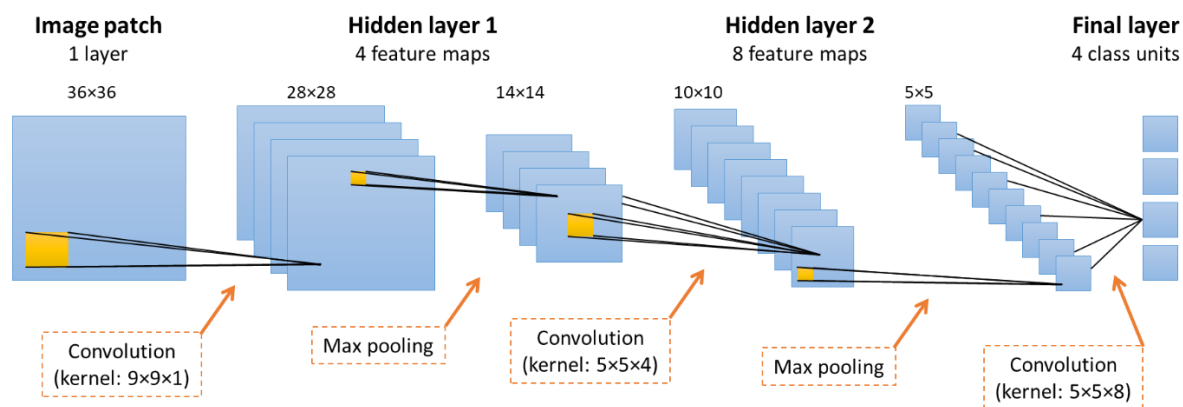 Image patch
1 layer
Hidden layer 1
4 feature maps
Hidden layer 2
8 feature maps
Final layer
4 class units
36×36
28×28
14×14
10×10
5×5
Convolution
(kernel: 9×9×1)
Max pooling
Convolution
(kernel: 5×5×4)
Max pooling
Convolution
(kernel: 5×5×8)